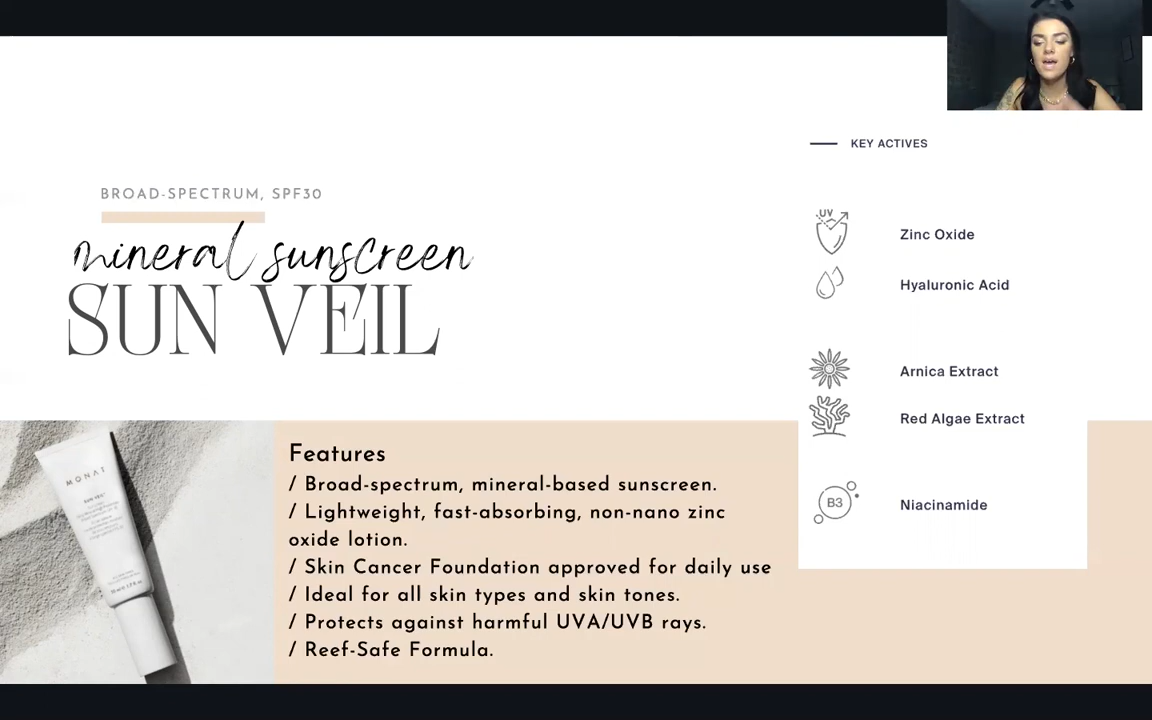 BROAD-SPECTRUM, SPF30
mineral sunscreen
SUN VEIL
KEY ACTIVES
UV
Zinc Oxide
Hyaluronic Acid
Arnica Extract
Red Algae Extract
B3
Niacinamide
MONAT
SUN VEIL
Features
/ Broad-spectrum, mineral-based sunscreen.
/ Lightweight, fast-absorbing, non-nano zinc
oxide lotion.
/ Skin Cancer Foundation approved for daily use
/ Ideal for all skin types and skin tones.
/ Protects against harmful UVA/UVB rays.
/ Reef-Safe Formula.